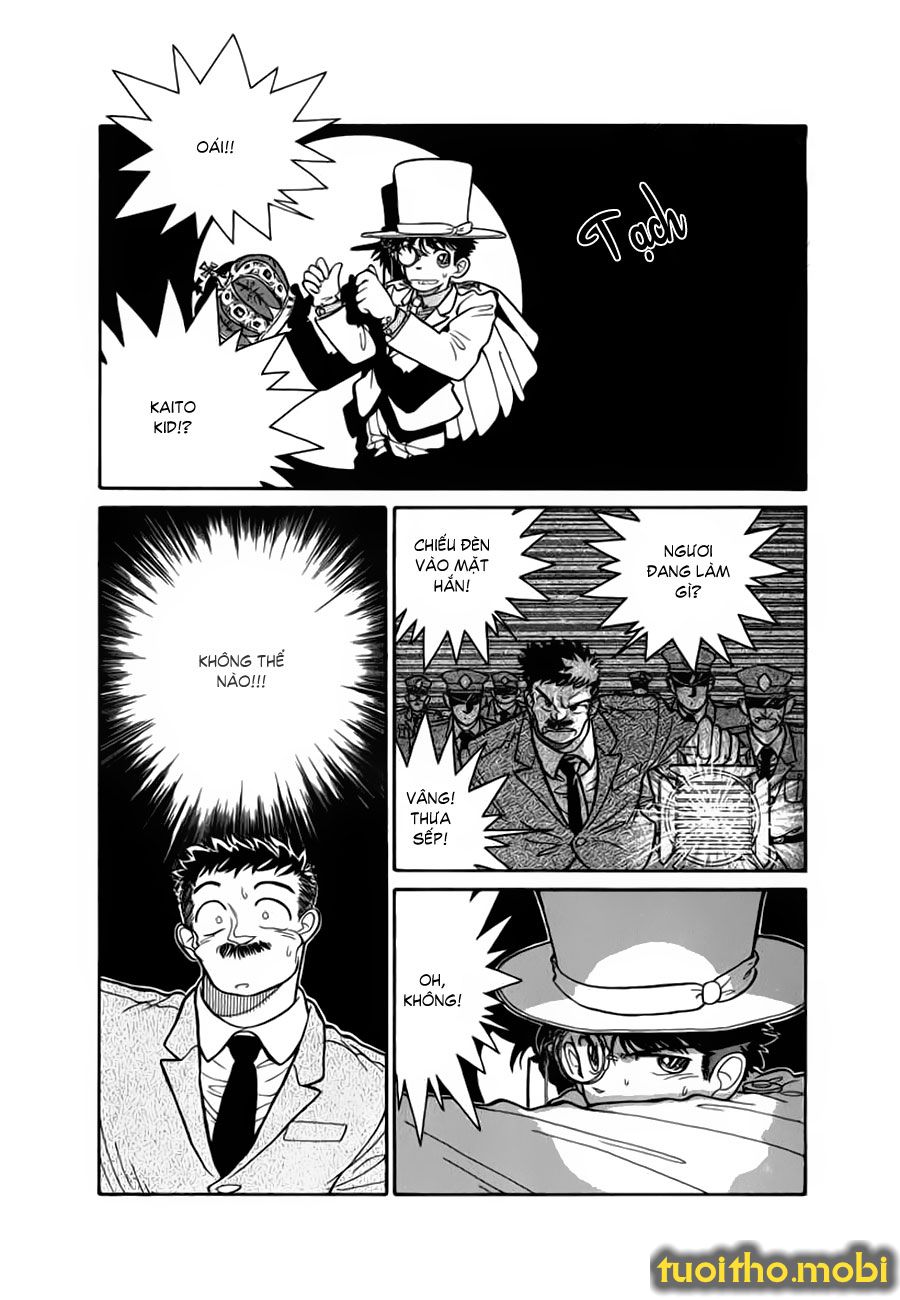 Tạch
OÁI!!
KAITO
KID!?
NGƯƠI
ĐANG LÀM
GÌ?
CHIẾU ĐÈN
VÀO MẶT
HẮN!
VÂNG!
THƯA
SẾP!
KHÔNG THỂ
NÀO!!!
OH,
KHÔNG!
tuoitho.mobi